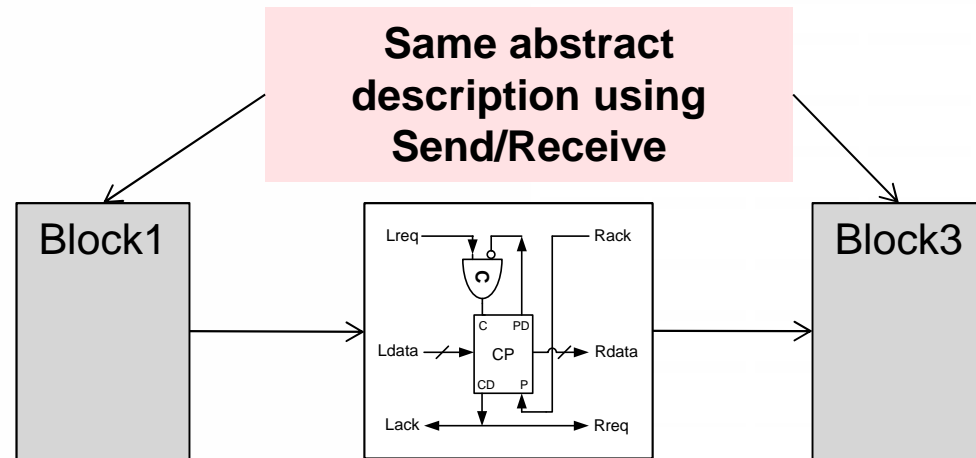 Same abstract
description using
Send/Receive
Block1
Block3
Lreq
Rack
C
C
PD
Ldata
CP
Rdata
CD
P
Lack
Rreq